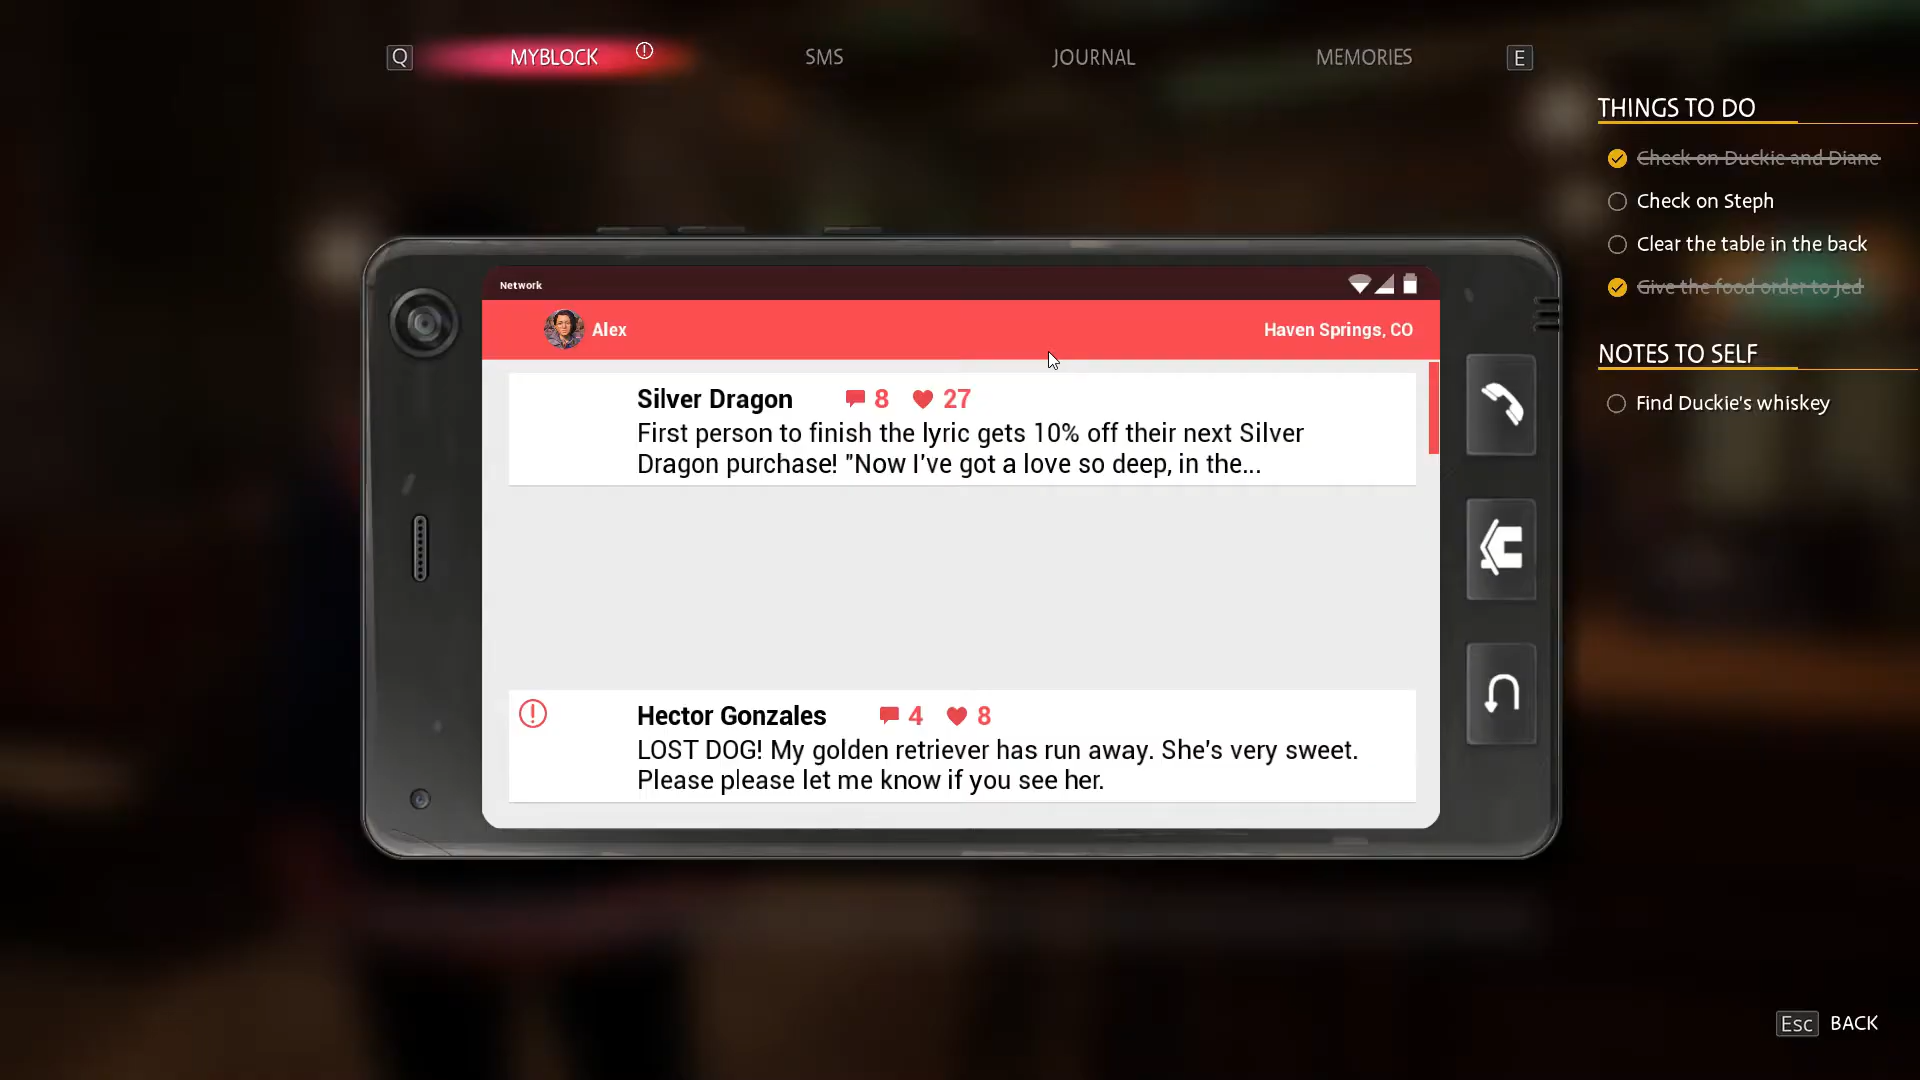 Q
MYBLOCK
SMS
JOURNAL
MEMORIES
E
THINGS TO DO
Check on Duckie and Diane
Check on Steph
Clear the table in the back
Give the food order to Jed
NOTES TO SELF
Find Duckie's whiskey
Network
Alex
Haven Springs, CO
Silver Dragon 8 27
First person to finish the lyric gets 10% off their next Silver
Dragon purchase! "Now I've got a love so deep, in the...
Hector Gonzales 4 8
LOST DOG! My golden retriever has run away. She's very sweet.
Please please let me know if you see her.
Esc BACK